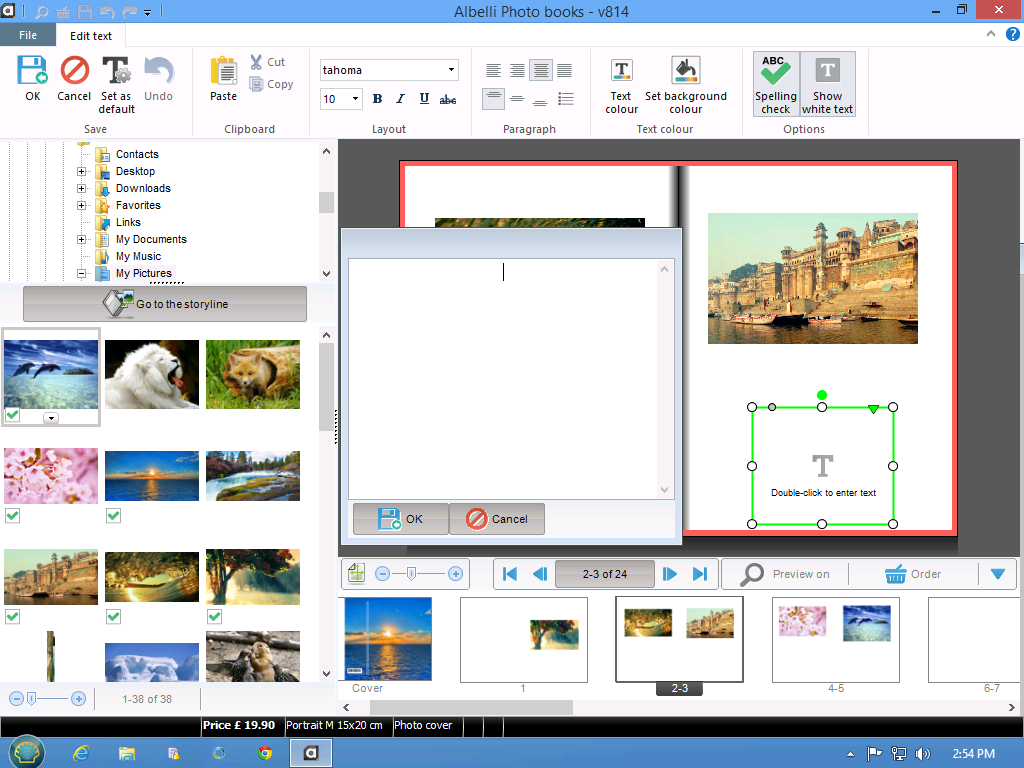 Albelli Photo books - v814
File
Edit text
OK
Cancel
Set as default
Undo
Save
Paste
Cut
Copy
Clipboard
tahoma
10
B I U abc
Layout
Paragraph
Text colour
Set background colour
Text colour
ABC
Spelling check
Show white text
Options
Contacts
Desktop
Downloads
Favorites
Links
My Documents
My Music
My Pictures
Go to the storyline
OK
Cancel
T
Double-click to enter text
2-3 of 24
Preview on
Order
Cover
1
2-3
4-5
6-7
1-38 of 38
Price £ 19.90
Portrait M 15x20 cm
Photo cover
2:54 PM